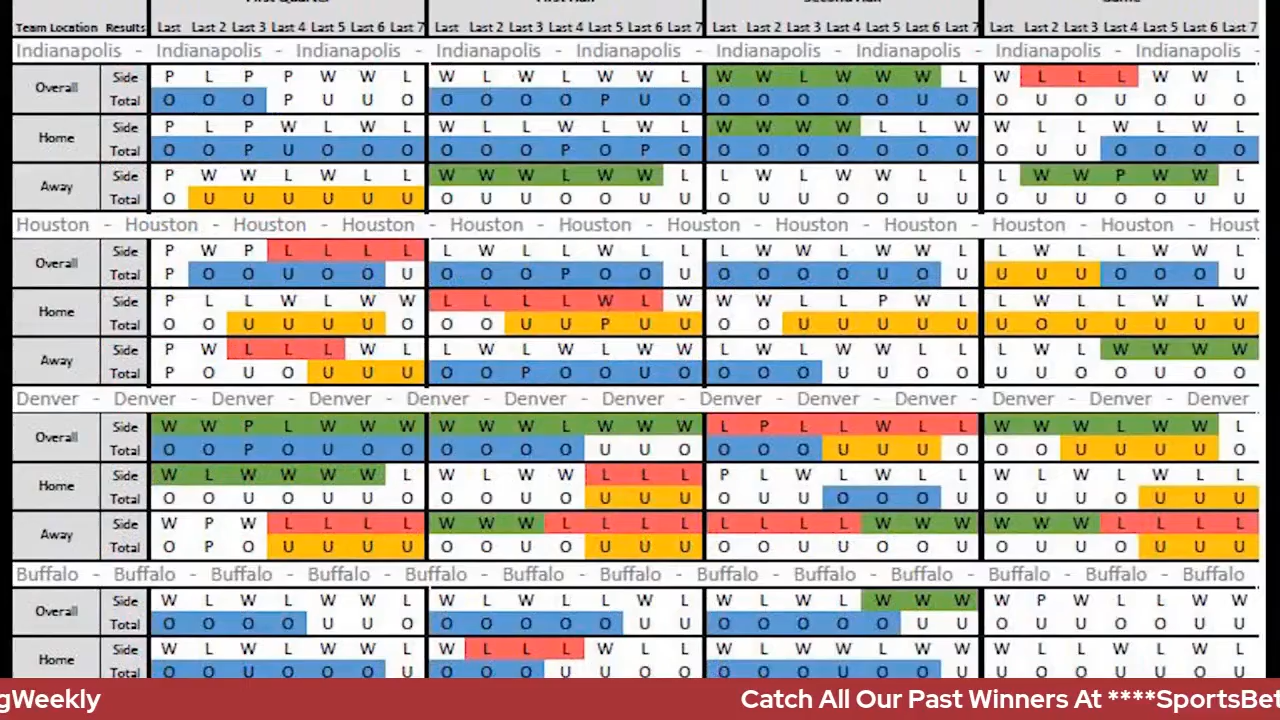 Team Location Results Last Last 2 Last 3 Last 4 Last 5 Last 6 Last 7 Last Last 2 Last 3 Last 4 Last 5 Last 6 Last 7 Last Last 2 Last 3 Last 4 Last 5 Last 6 Last 7 Last Last 2 Last 3 Last 4 Last 5 Last 6 Last 7
Indianapolis - Indianapolis - Indianapolis - Indianapolis - Indianapolis - Indianapolis - Indianapolis - Indianapolis - Indianapolis -
Overall Side P L P P W W L W L W L W W L W W L W W W L W L L L W W L
Total O O O P U U O O O O O P U O O O O O O U O O U O U O U O
Home Side P L P W L W L W L L W L W L W W W W L L W W L L W L W L
Total O O P U O O O O O O P O P O O O O O O O O O U U O O O O
Away Side P W W L W L L W W W L W W L L W L W W L L L W W P W W L
Total O U U U U U U O U U O O U U O U U O O U U O U U O O U U
Houston - Houston - Houston - Houston - Houston - Houston - Houston - Houston - Houston - Houston - Houston - Houst
Overall Side P W P L L L L L W L L W L L L W W L W W L L W L L W W L
Total P O O U O O U O O O P O O U O O O O O O U U U U O O O U
Home Side P L L W L W W L L L L W L W W W L L P W L L W L L W L W
Total O O U U U U O O O U U P U U O O U U U U U U O U U U U U
Away Side P W L L L W L L W L W L W W L W L W W L L L W L W W W W
Total P O U O U U U O O P O O U O O O O U U O O O U O O U O O
Denver - Denver - Denver - Denver - Denver - Denver - Denver - Denver - Denver - Denver - Denver - Denver - Denver
Overall Side W W P L W W W W W W L W W W L P L L W L L W W W L W W L
Total O O P O U O O O O O O U U O O O O U U U O O O U U U U O
Home Side W L W W W W L W L W W L L L P L W L W L L W L W L W L L
Total O O U O U U O O O U O U U U O U U O O O U O U U O U U U
Away Side W P W L L L L W W W L L L L L L L L W W W W W W L L L L
Total O P O U U U U O O U O U U U O O U U O O U O U U O U U U
Buffalo - Buffalo - Buffalo - Buffalo - Buffalo - Buffalo - Buffalo - Buffalo - Buffalo - Buffalo - Buffalo - Buffalo - Buffalo
Overall Side W L W L W W L W L W L L W L W L W L W W W W P W L L W W
Total O O O O U U O O O O O O U U O O O O O U U U U U U O O U
Home Side W L W L W W L W L L L W L L W L W L W L L W L W W L W L
Total O O U O O O U O O O U U O O O O U O O O U U U O U O U U
gWeekly Catch All Our Past Winners At ****SportsBet